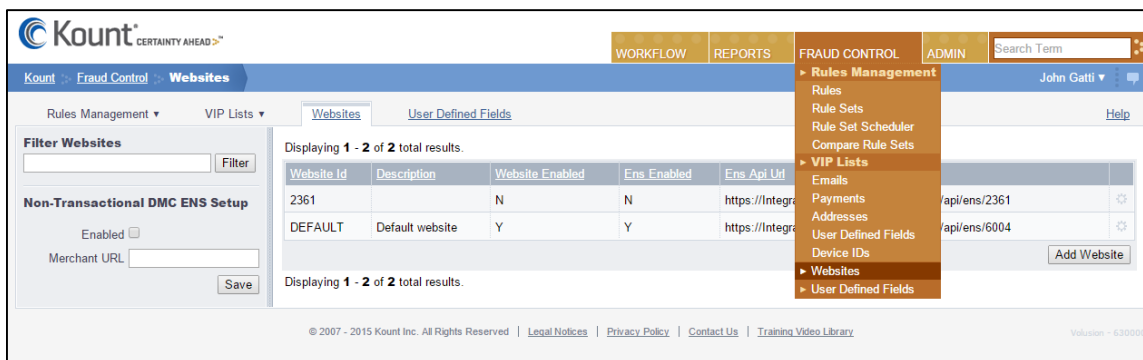 Kount CERTAINTY AHEAD >™
WORKFLOW REPORTS FRAUD CONTROL ADMIN Search Term
Kount Fraud Control Websites John Gatti ▼
Rules Management ▼ VIP Lists ▼ Websites User Defined Fields Help
Rules Management
Rules
Rule Sets
Rule Set Scheduler
Compare Rule Sets
VIP Lists
Emails
Payments
Addresses
User Defined Fields
Device IDs
Websites
User Defined Fields
Filter Websites
Filter
Non-Transactional DMC ENS Setup
Enabled
Merchant URL
Save
Displaying 1 - 2 of 2 total results.
Website Id Description Website Enabled Ens Enabled Ens Api Url
2361 N N https://Integra /api/ens/2361
DEFAULT Default website Y Y https://Integra /api/ens/6004
Add Website
Displaying 1 - 2 of 2 total results.
© 2007 - 2015 Kount Inc. All Rights Reserved | Legal Notices | Privacy Policy | Contact Us | Training Video Library
Volusion - 63000